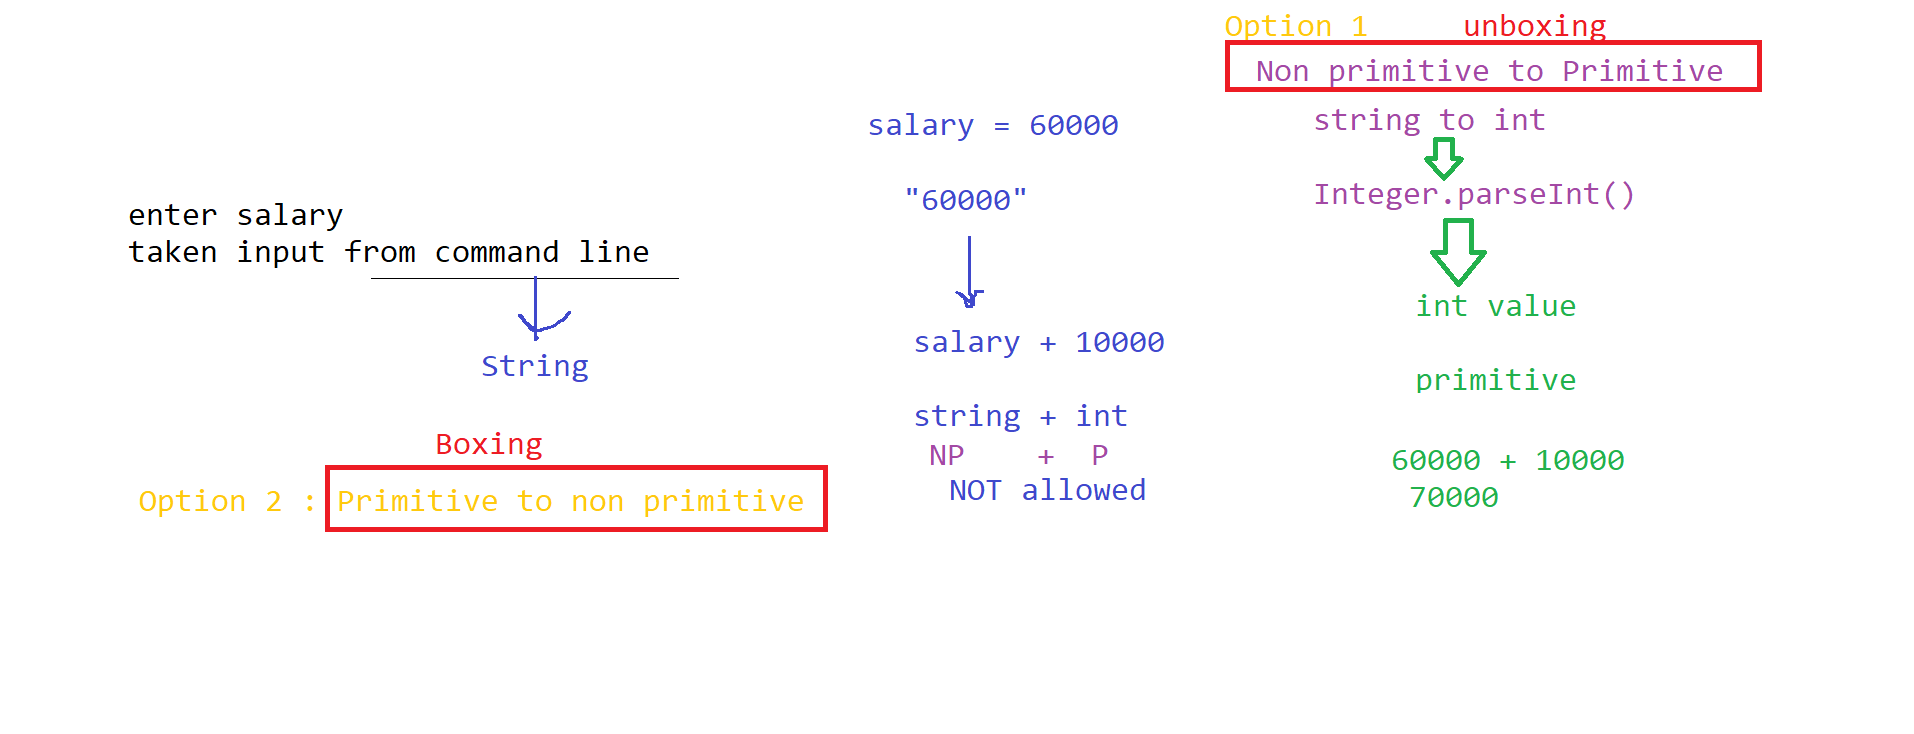 enter salary
taken input from command line
String
Boxing
Option 2 : Primitive to non primitive
salary = 60000
"60000"
salary + 10000
string + int
NP + P
NOT allowed
Option 1 unboxing
Non primitive to Primitive
string to int
Integer.parseInt()
int value
primitive
60000 + 10000
70000